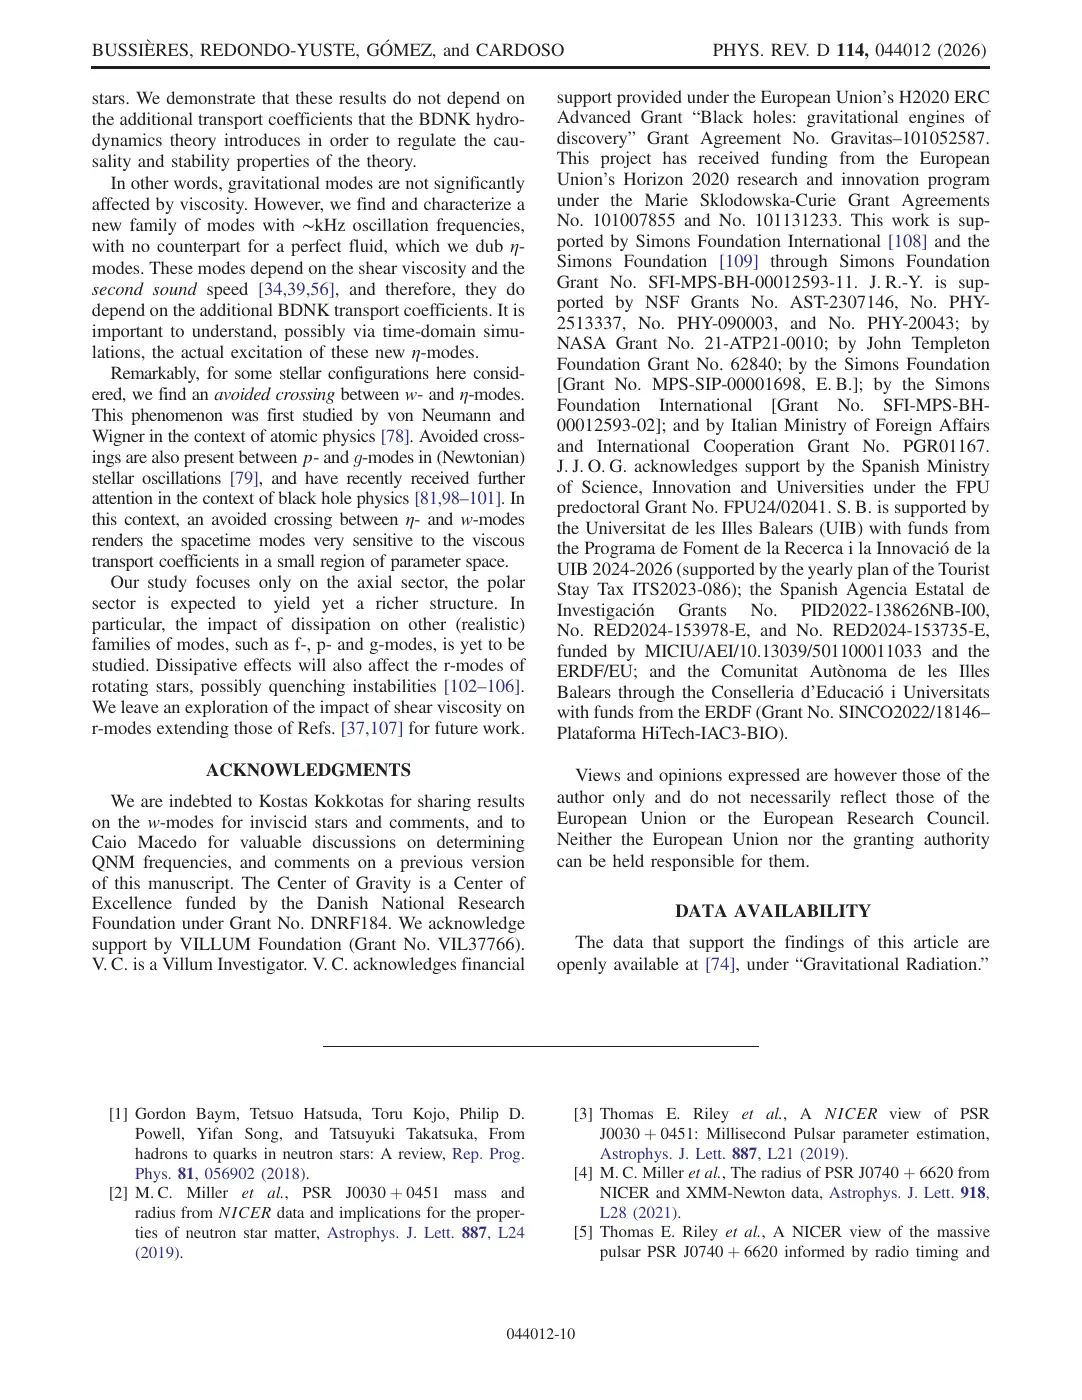 BUSSIÈRES, REDONDO-YUSTE, GÓMEZ, and CARDOSO
PHYS. REV. D 114, 044012 (2026)
stars. We demonstrate that these results do not depend on
the additional transport coefficients that the BDNK hydro-
dynamics theory introduces in order to regulate the cau-
sality and stability properties of the theory.
In other words, gravitational modes are not significantly
affected by viscosity. However, we find and characterize a
new family of modes with ∼kHz oscillation frequencies,
with no counterpart for a perfect fluid, which we dub η-
modes. These modes depend on the shear viscosity and the
second sound speed [34,39,56], and therefore, they do
depend on the additional BDNK transport coefficients. It is
important to understand, possibly via time-domain simu-
lations, the actual excitation of these new η-modes.
Remarkably, for some stellar configurations here consid-
ered, we find an avoided crossing between w- and η-modes.
This phenomenon was first studied by von Neumann and
Wigner in the context of atomic physics [78]. Avoided cross-
ings are also present between p- and g-modes in (Newtonian)
stellar oscillations [79], and have recently received further
attention in the context of black hole physics [81,98–101]. In
this context, an avoided crossing between η- and w-modes
renders the spacetime modes very sensitive to the viscous
transport coefficients in a small region of parameter space.
Our study focuses only on the axial sector, the polar
sector is expected to yield yet a richer structure. In
particular, the impact of dissipation on other (realistic)
families of modes, such as f-, p- and g-modes, is yet to be
studied. Dissipative effects will also affect the r-modes of
rotating stars, possibly quenching instabilities [102–106].
We leave an exploration of the impact of shear viscosity on
r-modes extending those of Refs. [37,107] for future work.
ACKNOWLEDGMENTS
We are indebted to Kostas Kokkotas for sharing results
on the w-modes for inviscid stars and comments, and to
Caio Macedo for valuable discussions on determining
QNM frequencies, and comments on a previous version
of this manuscript. The Center of Gravity is a Center of
Excellence funded by the Danish National Research
Foundation under Grant No. DNRF184. We acknowledge
support by VILLUM Foundation (Grant No. VIL37766).
V. C. is a Villum Investigator. V. C. acknowledges financial
support provided under the European Union's H2020 ERC
Advanced Grant “Black holes: gravitational engines of
discovery” Grant Agreement No. Gravitas–101052587.
This project has received funding from the European
Union's Horizon 2020 research and innovation program
under the Marie Sklodowska-Curie Grant Agreements
No. 101007855 and No. 101131233. This work is sup-
ported by Simons Foundation International [108] and the
Simons Foundation [109] through Simons Foundation
Grant No. SFI-MPS-BH-00012593-11. J. R.-Y. is sup-
ported by NSF Grants No. AST-2307146, No. PHY-
2513337, No. PHY-090003, and No. PHY-20043; by
NASA Grant No. 21-ATP21-0010; by John Templeton
Foundation Grant No. 62840; by the Simons Foundation
[Grant No. MPS-SIP-00001698, E. B.]; by the Simons
Foundation International [Grant No. SFI-MPS-BH-
00012593-02]; and by Italian Ministry of Foreign Affairs
and International Cooperation Grant No. PGR01167.
J. J. O. G. acknowledges support by the Spanish Ministry
of Science, Innovation and Universities under the FPU
predoctoral Grant No. FPU24/02041. S. B. is supported by
the Universitat de les Illes Balears (UIB) with funds from
the Programa de Foment de la Recerca i la Innovació de la
UIB 2024-2026 (supported by the yearly plan of the Tourist
Stay Tax ITS2023-086); the Spanish Agencia Estatal de
Investigación Grants No. PID2022-138626NB-I00,
No. RED2024-153978-E, and No. RED2024-153735-E,
funded by MICIU/AEI/10.13039/501100011033 and the
ERDF/EU; and the Comunitat Autònoma de les Illes
Balears through the Conselleria d'Educació i Universitats
with funds from the ERDF (Grant No. SINCO2022/18146–
Plataforma HiTech-IAC3-BIO).
Views and opinions expressed are however those of the
author only and do not necessarily reflect those of the
European Union or the European Research Council.
Neither the European Union nor the granting authority
can be held responsible for them.
DATA AVAILABILITY
The data that support the findings of this article are
openly available at [74], under “Gravitational Radiation.”
[1] Gordon Baym, Tetsuo Hatsuda, Toru Kojo, Philip D.
Powell, Yifan Song, and Tatsuyuki Takatsuka, From
hadrons to quarks in neutron stars: A review, Rep. Prog.
Phys. 81, 056902 (2018).
[2] M. C. Miller et al., PSR J0030 + 0451 mass and
radius from NICER data and implications for the proper-
ties of neutron star matter, Astrophys. J. Lett. 887, L24
(2019).
[3] Thomas E. Riley et al., A NICER view of PSR
J0030 + 0451: Millisecond Pulsar parameter estimation,
Astrophys. J. Lett. 887, L21 (2019).
[4] M. C. Miller et al., The radius of PSR J0740 + 6620 from
NICER and XMM-Newton data, Astrophys. J. Lett. 918,
L28 (2021).
[5] Thomas E. Riley et al., A NICER view of the massive
pulsar PSR J0740 + 6620 informed by radio timing and
044012-10